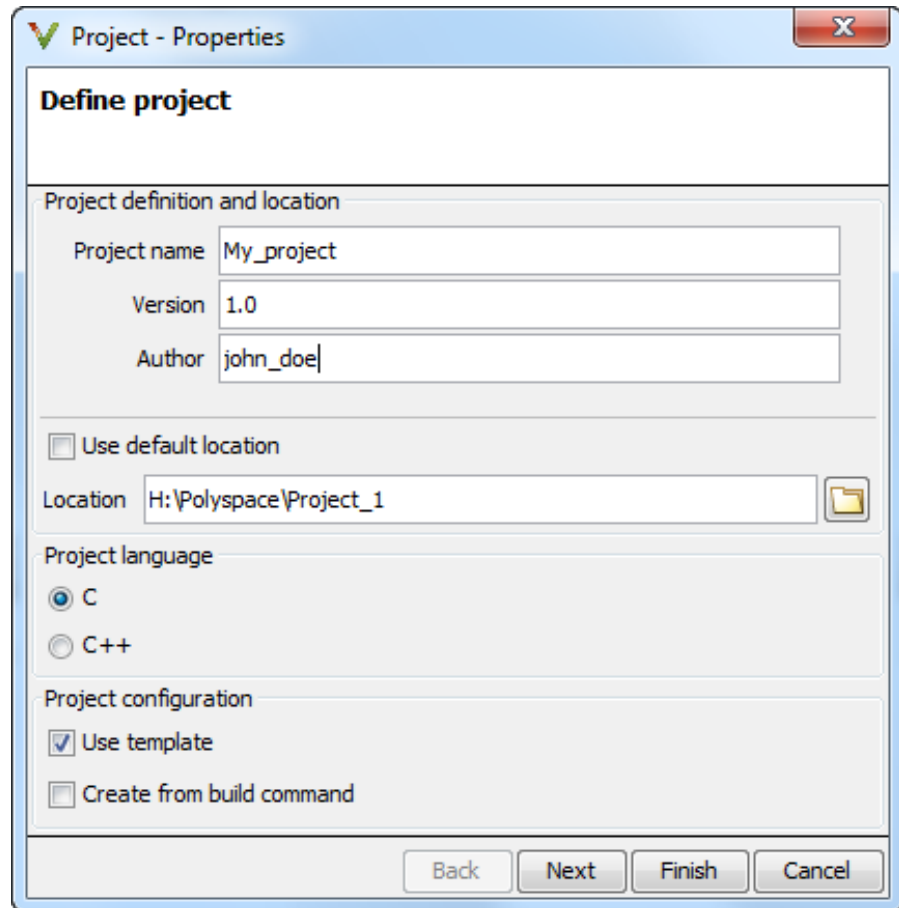 Project - Properties
Define project
Project definition and location
Project name My_project
Version 1.0
Author john_doe
Use default location
Location H:\Polyspace\Project_1
Project language
C
C++
Project configuration
Use template
Create from build command
Back Next Finish Cancel